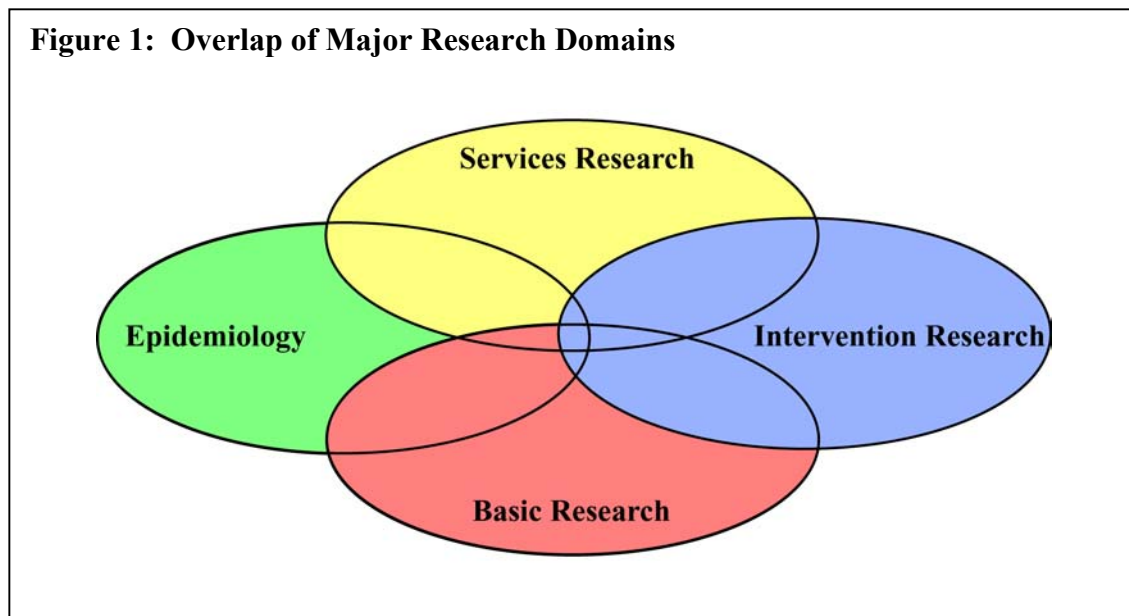 Figure 1: Overlap of Major Research Domains
Services Research
Epidemiology
Intervention Research
Basic Research